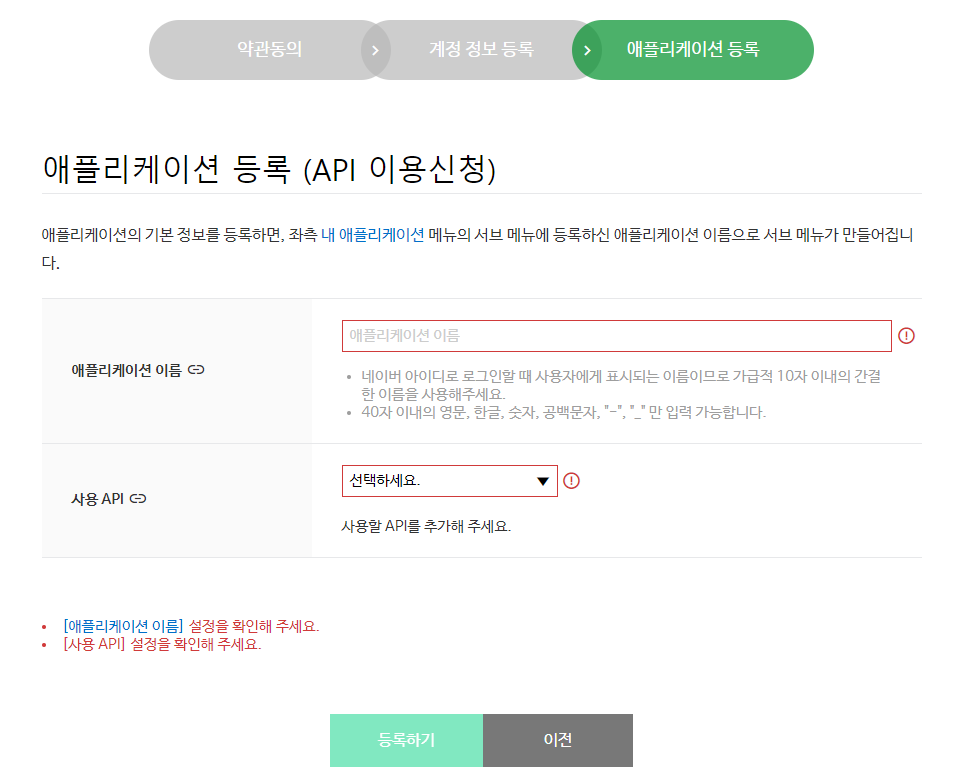 약관동의
계정 정보 등록
애플리케이션 등록
애플리케이션 등록 (API 이용신청)
애플리케이션의 기본 정보를 등록하면, 좌측 내 애플리케이션 메뉴의 서브 메뉴에 등록하신 애플리케이션 이름으로 서브 메뉴가 만들어집니
다.
애플리케이션 이름
애플리케이션 이름
네이버 아이디로 로그인할 때 사용자에게 표시되는 이름이므로 가급적 10자 이내의 간결
한 이름을 사용해주세요.
40자 이내의 영문, 한글, 숫자, 공백문자, "-", "_" 만 입력 가능합니다.
사용 API
선택하세요.
사용할 API를 추가해 주세요.
[애플리케이션 이름] 설정을 확인해 주세요.
[사용 API] 설정을 확인해 주세요.
등록하기
이전